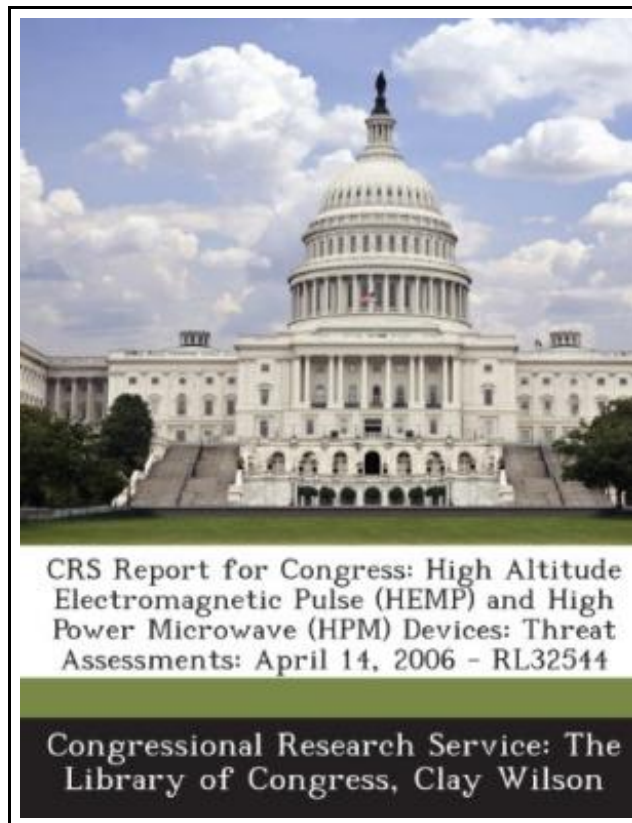 CRS Report for Congress: High Altitude
Electromagnetic Pulse (HEMP) and High
Power Microwave (HPM) Devices: Threat
Assessments: April 14, 2006 - RL32544
Congressional Research Service: The
Library of Congress, Clay Wilson